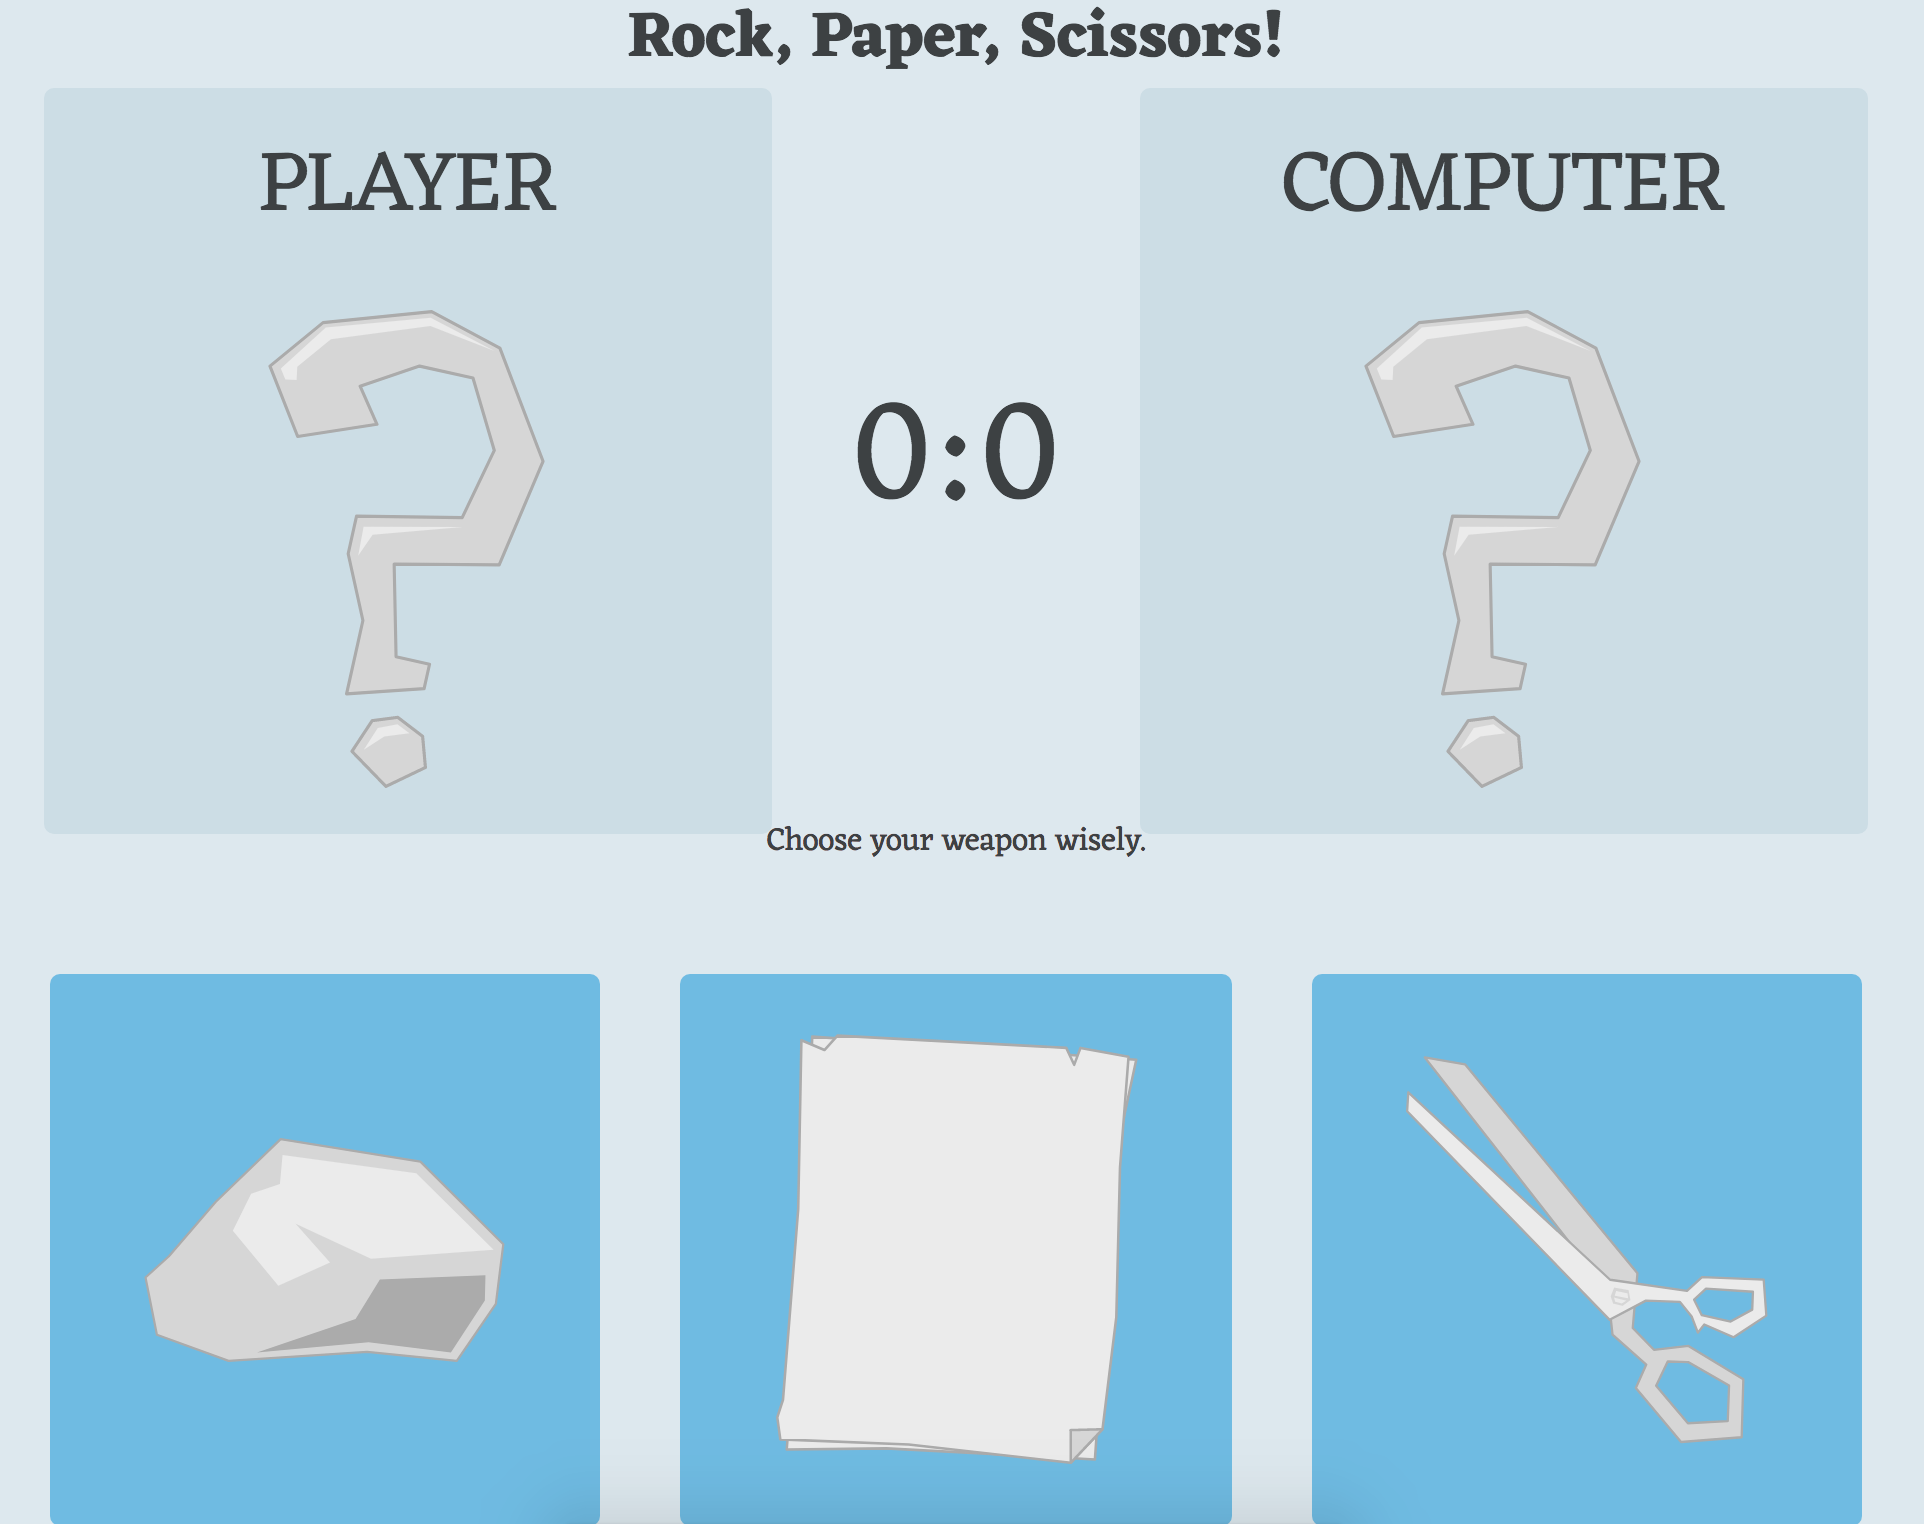 Rock, Paper, Scissors!
PLAYER
COMPUTER
0:0
Choose your weapon wisely.